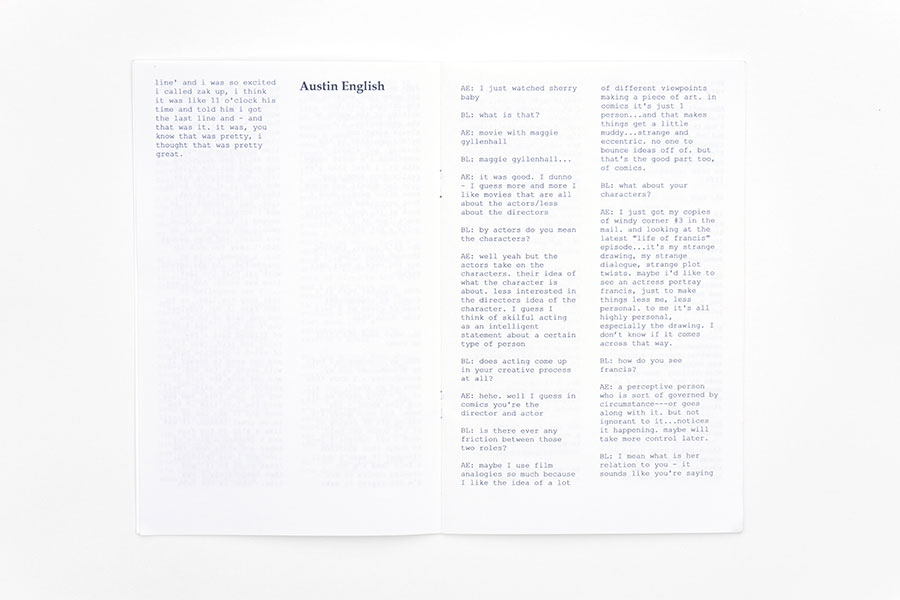 line' and i was so excited
i called zak up, i think
it was like 11 o'clock his
time and told him i got
the last line and - and
that was it. it was, you
know that was pretty, i
thought that was pretty
great.
Austin English
AE: I just watched sherry
baby
BL: what is that?
AE: movie with maggie
gyllenhall
BL: maggie gyllenhall...
AE: it was good. I dunno
- I guess more and more I
like movies that are all
about the actors/less
about the directors
BL: by actors do you mean
the characters?
AE: well yeah but the
actors take on the
characters. their idea of
what the character is
about. less interested in
the directors idea of the
character. I guess I
think of skilful acting
as an intelligent
statement about a certain
type of person
BL: does acting come up
in your creative process
at all?
AE: hehe. well I guess in
comics you're the
director and actor
BL: is there ever any
friction between those
two roles?
AE: maybe I use film
analogies so much because
I like the idea of a lot
of different viewpoints
making a piece of art. in
comics it's just 1
person...and that makes
things get a little
muddy...strange and
eccentric. no one to
bounce ideas off of. but
that's the good part too,
of comics.
BL: what about your
characters?
AE: I just got my copies
of windy corner #3 in the
mail. and looking at the
latest "life of francis"
episode...it's my strange
drawing, my strange
dialogue, strange plot
twists. maybe i'd like to
see an actress portray
francis, just to make
things less me, less
personal. to me it's all
highly personal,
especially the drawing. I
don't know if it comes
across that way.
BL: how do you see
francis?
AE: a perceptive person
who is sort of governed by
circumstance---or goes
along with it. but not
ignorant to it...notices
it happening. maybe will
take more control later.
BL: I mean what is her
relation to you - it
sounds like you're saying